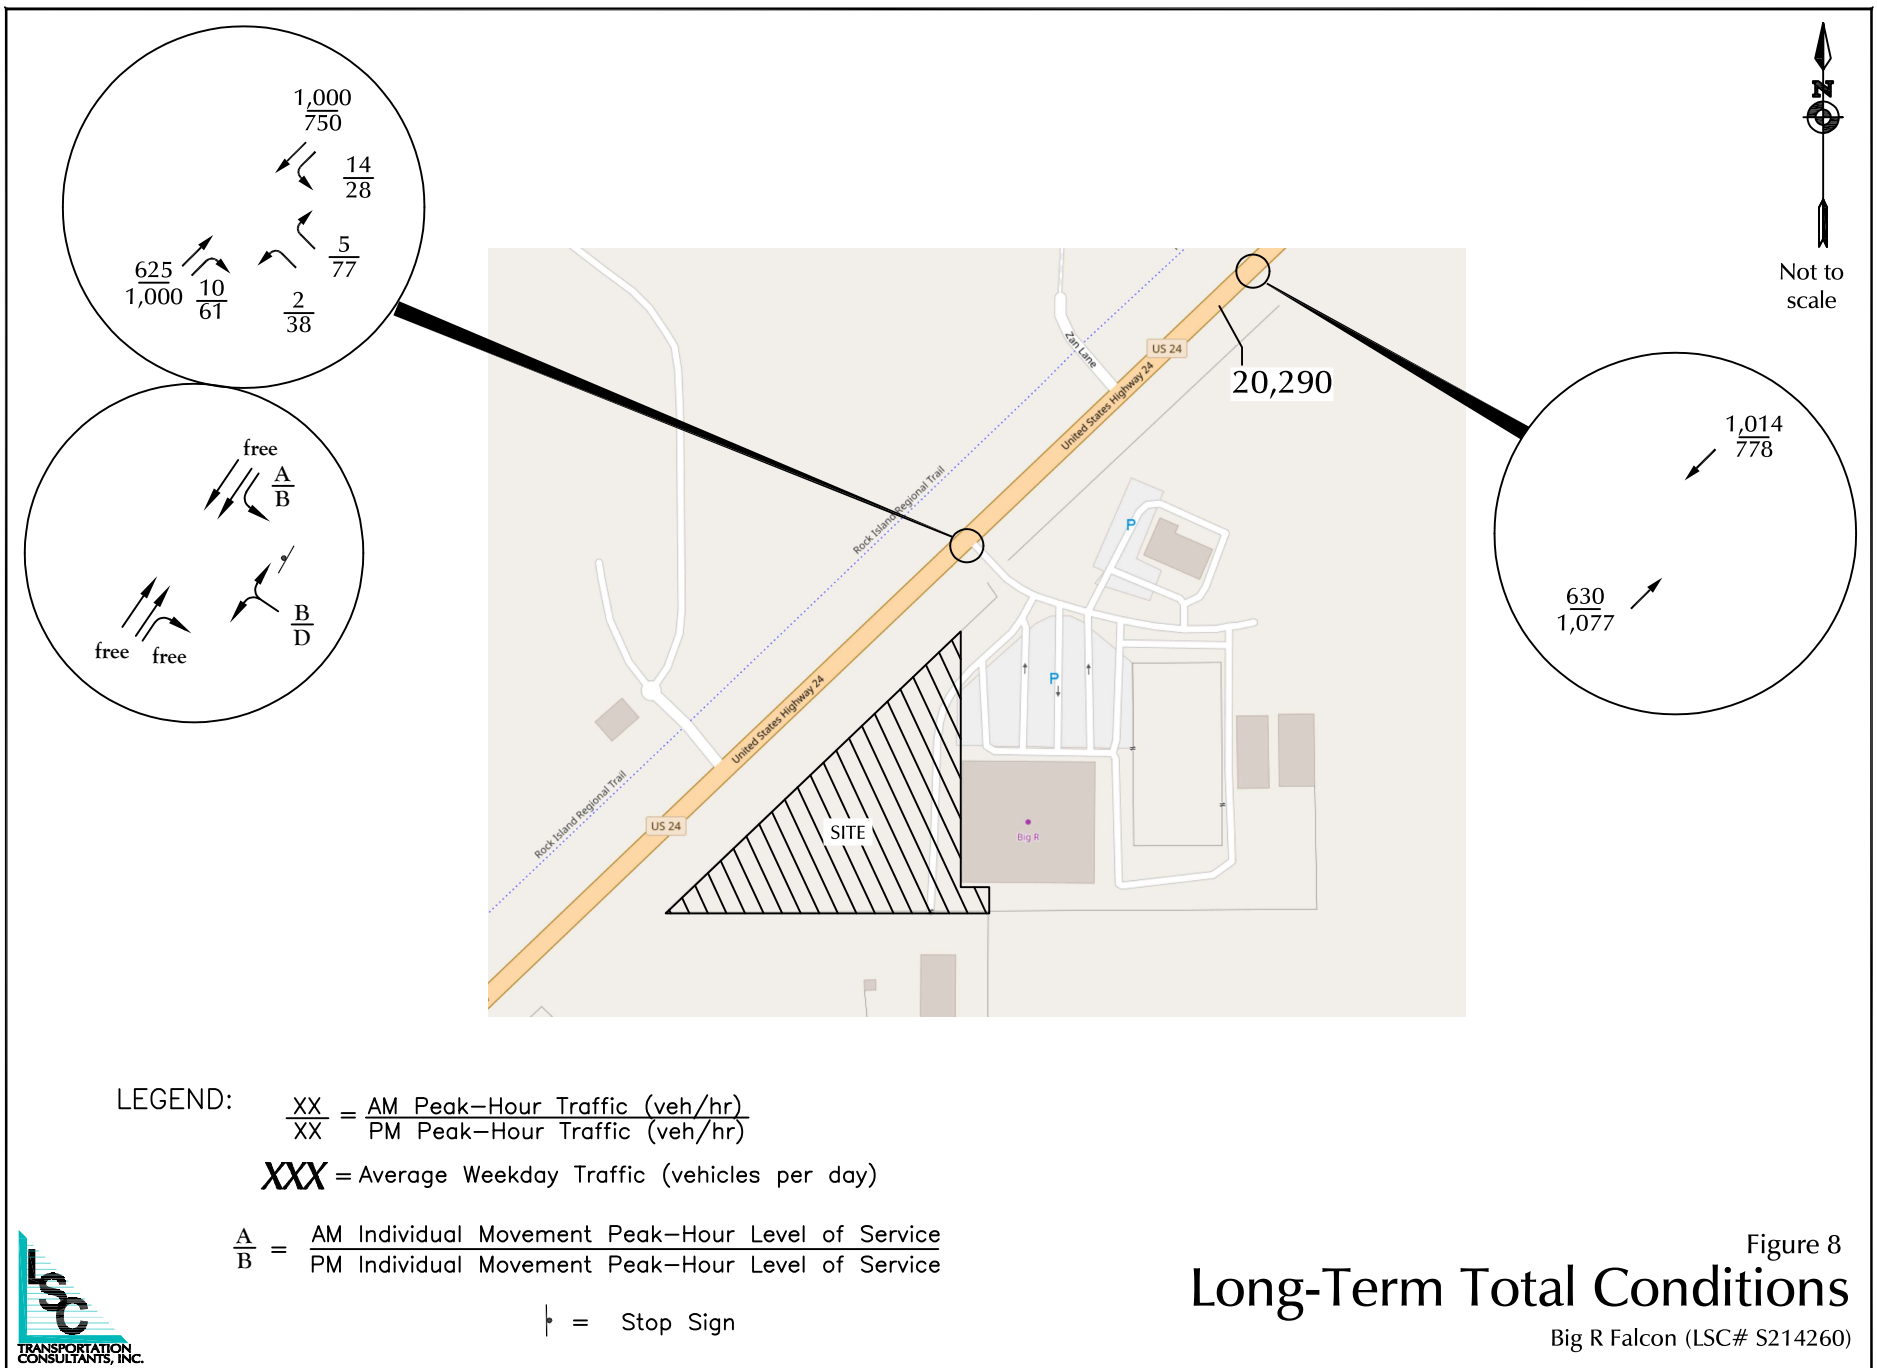 1,000
750
14
28
5
77
625
1,000
10
61
2
38
free
A
B
B
D
free
free
N
Not to
scale
Zan Lane
US 24
United States Highway 24
20,290
Rock Island Regional Trail
P
P
United States Highway 24
US 24
Rock Island Regional Trail
SITE
Big R
1,014
778
630
1,077
LEGEND:
XX = AM Peak-Hour Traffic (veh/hr)
XX PM Peak-Hour Traffic (veh/hr)
XXX = Average Weekday Traffic (vehicles per day)
A = AM Individual Movement Peak-Hour Level of Service
B PM Individual Movement Peak-Hour Level of Service
= Stop Sign
LSC
TRANSPORTATION
CONSULTANTS, INC.
Figure 8
Long-Term Total Conditions
Big R Falcon (LSC# S214260)